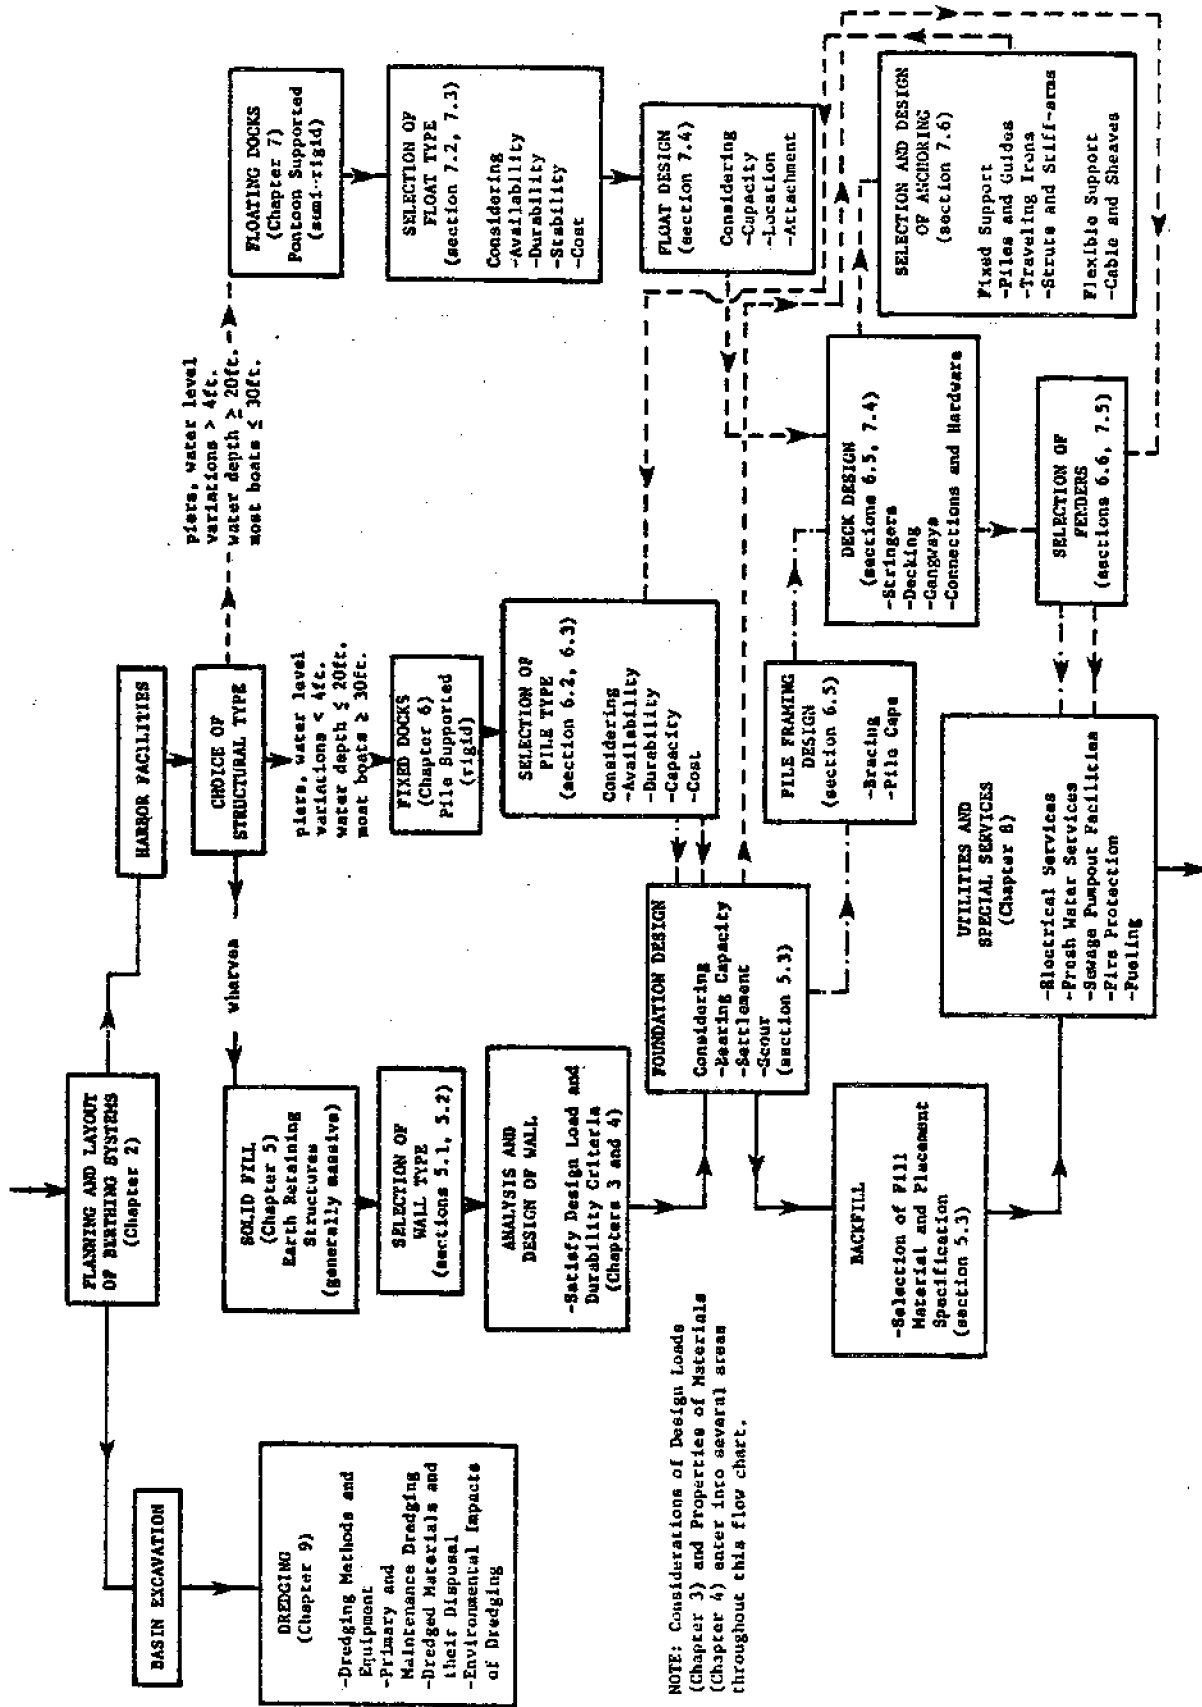 PLANNING AND LAYOUT
OF BERTHING SYSTEMS
(Chapter 2)
BASIN EXCAVATION
HARBOR FACILITIES
DREDGING
(Chapter 9)
-Dredging Methods and
Equipment
-Primary and
Maintenance Dredging
-Dredged Materials and
their Disposal
-Environmental Impacts
of Dredging
CHOICE OF
STRUCTURAL TYPE
wharves
piers, water level
variations < 4ft.
water depth ≤ 20ft.
most boats ≥ 30ft.
piers, water level
variations > 4ft.
water depth ≥ 20ft.
most boats ≤ 30ft.
SOLID FILL
(Chapter 5)
Earth Retaining
Structures
(generally massive)
FIXED DOCKS
(Chapter 6)
Pile Supported
(rigid)
FLOATING DOCKS
(Chapter 7)
Pontoon Supported
(semi-rigid)
SELECTION OF
WALL TYPE
(sections 5.1, 5.2)
SELECTION OF
PILE TYPE
(section 6.2, 6.3)
Considering
-Availabilty
-Durability
-Capacity
-Cost
SELECTION OF
FLOAT TYPE
(section 7.2, 7.3)
Considering
-Availability
-Durability
-Stability
-Cost
ANALYSIS AND
DESIGN OF WALL
-Satisfy Design Load and
Durability Criteria
(Chapters 3 and 4)
FOUNDATION DESIGN
Considering
-Bearing Capacity
-Settlement
-Scour
(section 5.3)
FLOAT DESIGN
(section 7.4)
Considering
-Capacity
-Location
-Attachment
NOTE: Considerations of Design Loads
(Chapter 3) and Properties of Materials
(Chapter 4) enter into several areas
throughout this flow chart.
PILE FRAMING
DESIGN
(section 6.5)
-Bracing
-Pile Caps
DECK DESIGN
(sections 6.5, 7.4)
-Stringers
-Decking
-Gangways
-Connections and Hardware
SELECTION AND DESIGN
OF ANCHORING
(section 7.6)
Fixed Support
-Piles and Guides
-Traveling Irons
-Struts and Stiff-arms
Flexible Support
-Cable and Sheaves
BACKFILL
-Selection of Fill
Material and Placement
Specification
(section 5.3)
UTILITIES AND
SPECIAL SERVICES
(Chapter 8)
-Electrical Services
-Fresh Water Services
-Sewage Pumpout Facilities
-Fire Protection
-Fueling
SELECTION OF
FENDERS
(sections 6.6, 7.5)